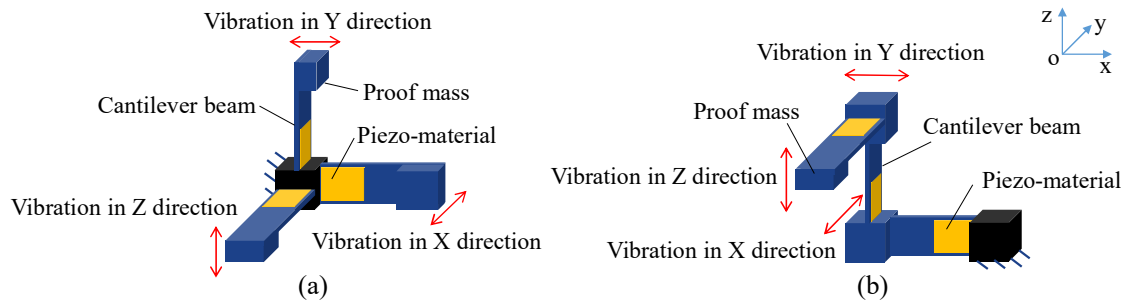 Vibration in Y direction
Proof mass
Cantilever beam
Piezo-material
Vibration in Z direction
Vibration in X direction
(a)
Vibration in Y direction
Proof mass
Cantilever beam
Vibration in Z direction
Piezo-material
Vibration in X direction
(b)
z
y
o
x